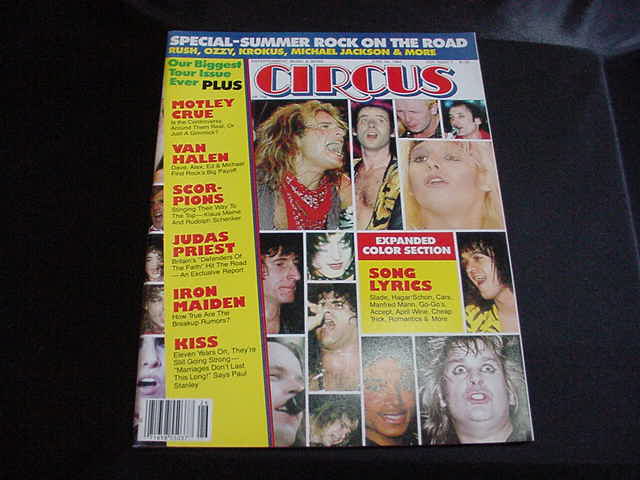 SPECIAL-SUMMER ROCK ON THE ROAD
RUSH, OZZY, KROKUS, MICHAEL JACKSON & MORE
Our Biggest
Tour Issue
Ever PLUS
CIRCUS
MOTLEY
CRUE
Is the Controversy
Around Them Real, Or
Just A Gimmick?
VAN
HALEN
Dave, Alex, Ed & Michael
Find Rock's Big Payoff
SCOR-
PIONS
Stinging Their Way To
The Top—Klaus Meine
And Rudolph Schenker
JUDAS
PRIEST
Britain's "Defenders Of
The Faith" Hit The Road
—An Exclusive Report
IRON
MAIDEN
How True Are The
Breakup Rumors?
KISS
Eleven Years On, They're
Still Going Strong—
"Marriages Don't Last
This Long!" Says Paul
Stanley
EXPANDED
COLOR SECTION
SONG
LYRICS
Slade, Hagar/Schon, Cars,
Manfred Mann, Go-Go's,
Accept, April Wine, Cheap
Trick, Romantics & More